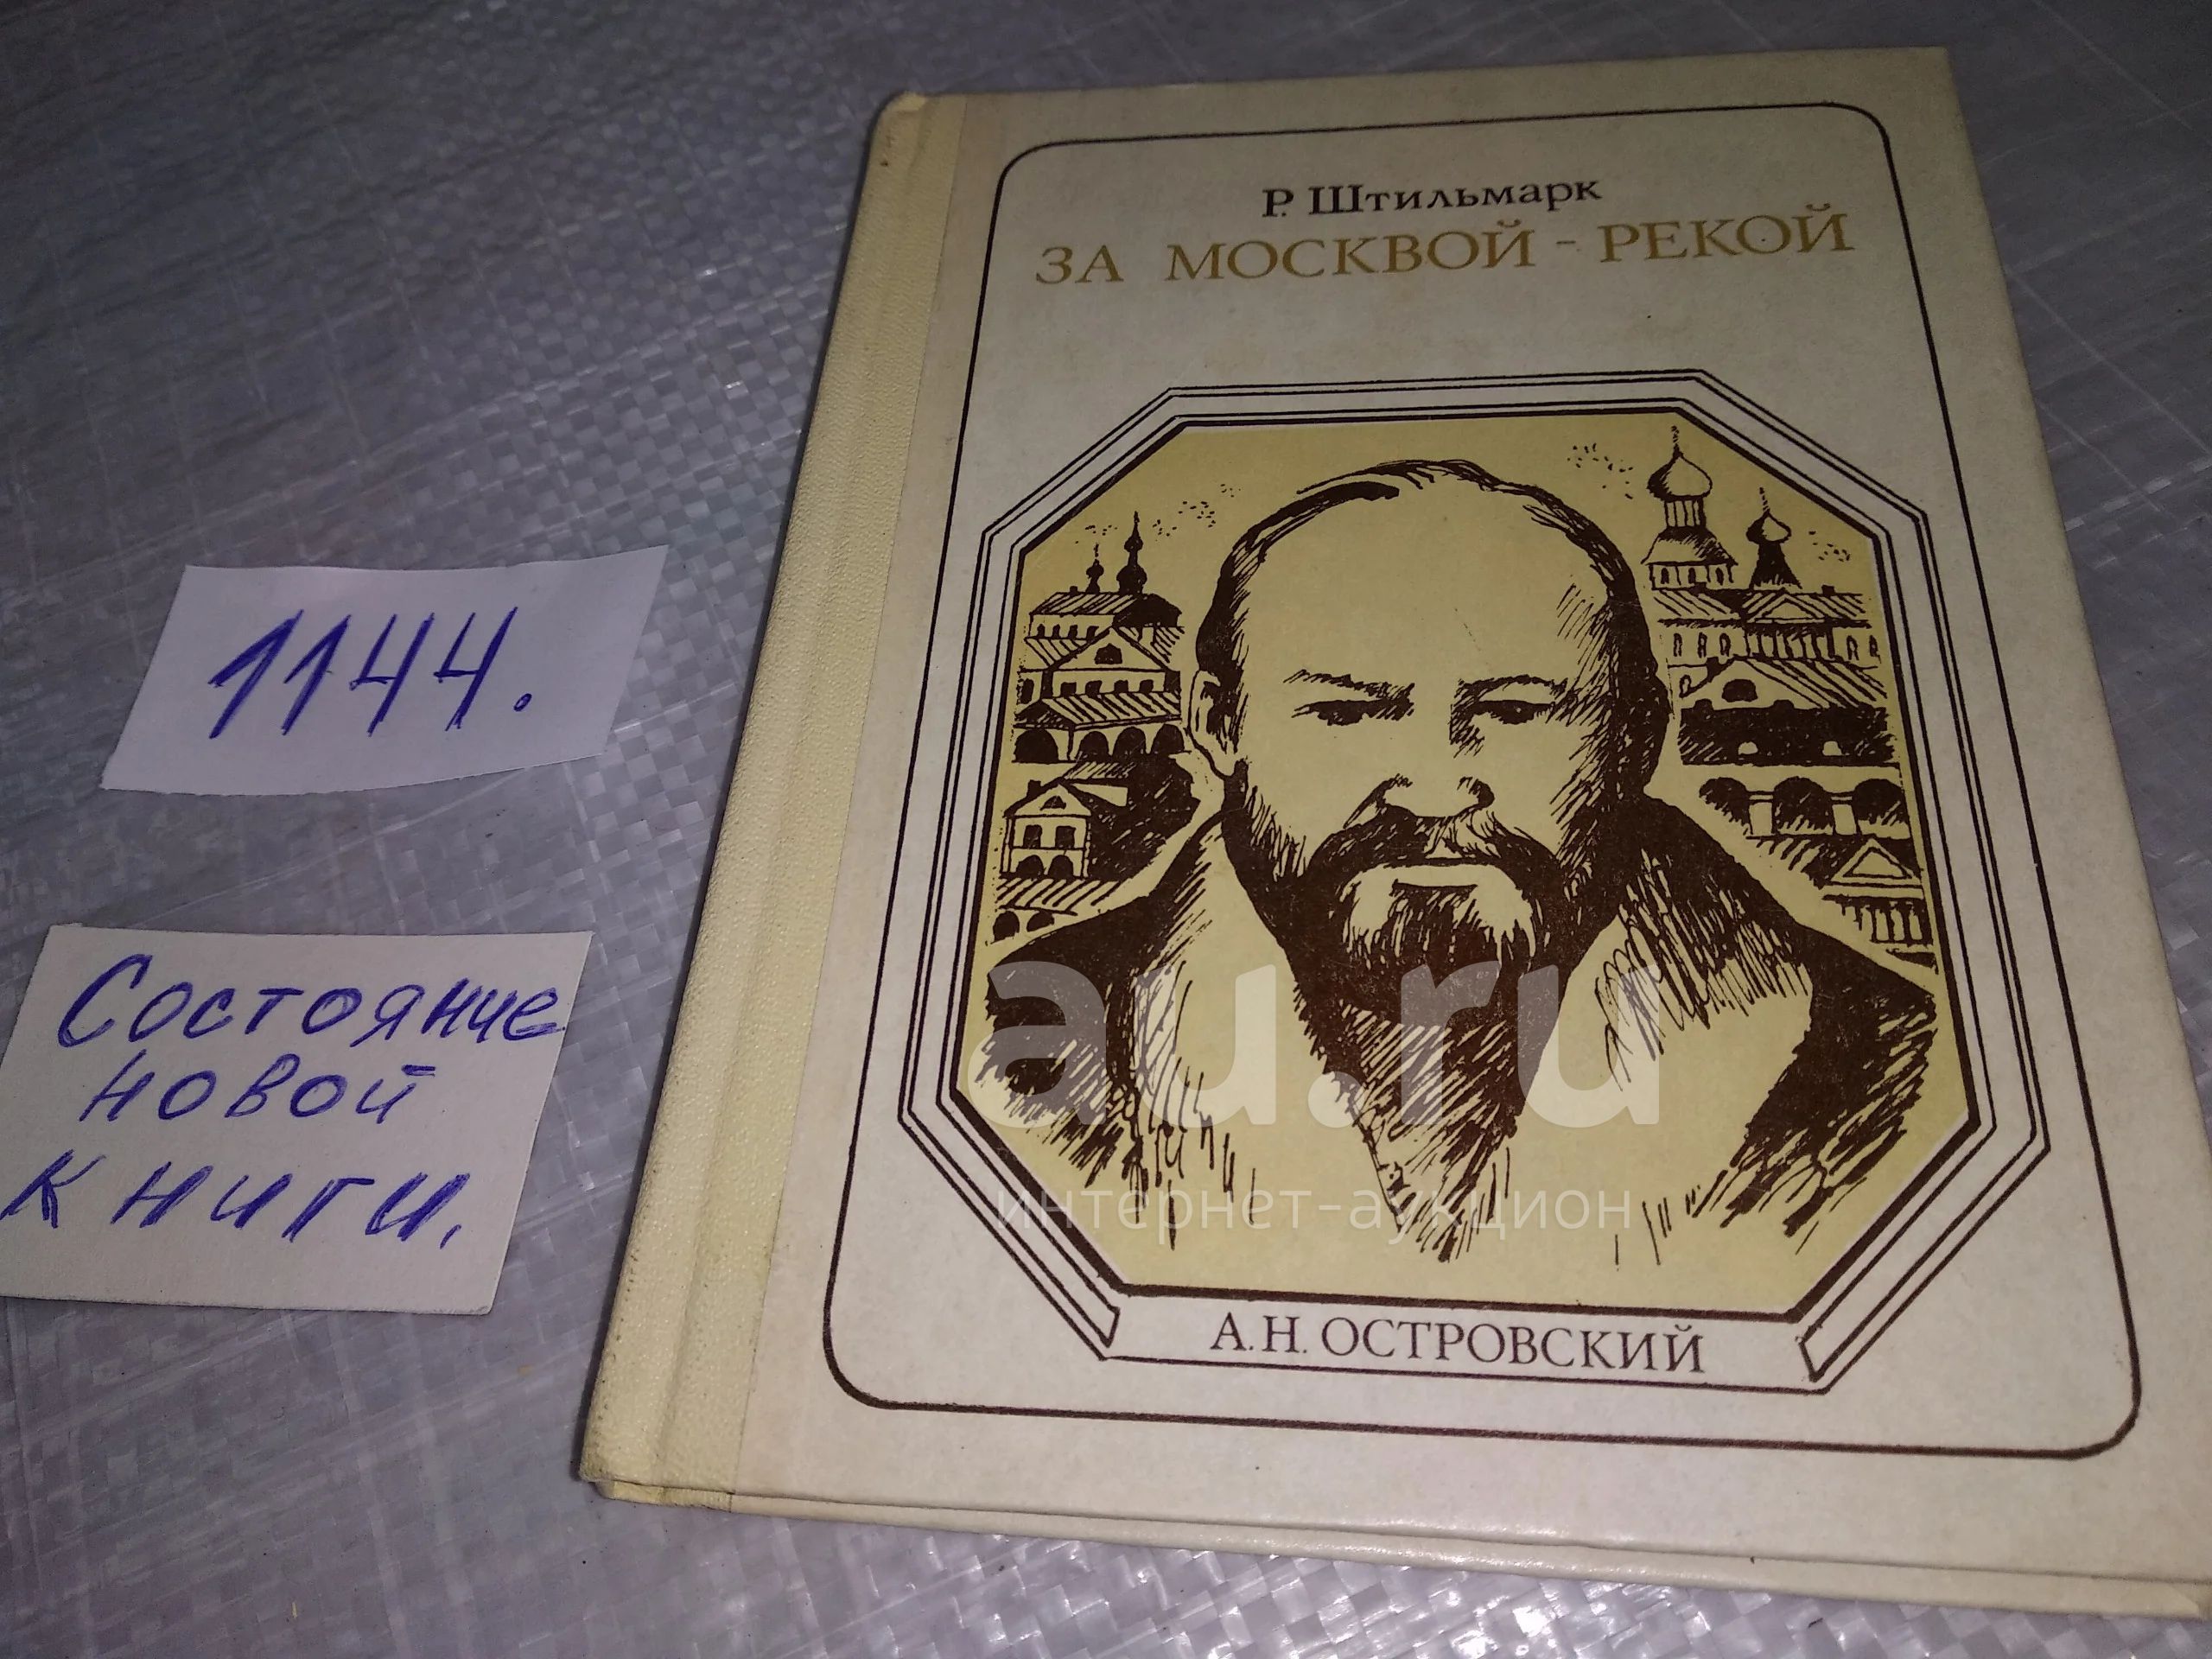 Р. Штильмарк
ЗА МОСКВОЙ-РЕКОЙ
1144.
Состояние
новой
книги.
au.ru
интернет-аукцион
А.Н. ОСТРОВСКИЙ